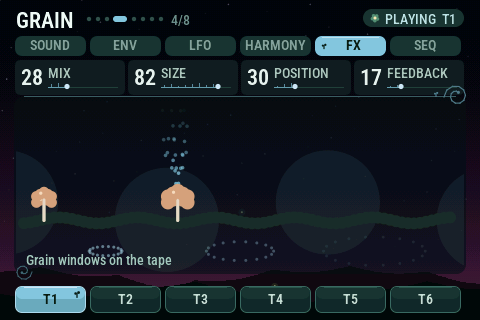 GRAIN 4/8 PLAYING T1
SOUND ENV LFO HARMONY FX SEQ
28 MIX 82 SIZE 30 POSITION 17 FEEDBACK
Grain windows on the tape
T1 T2 T3 T4 T5 T6